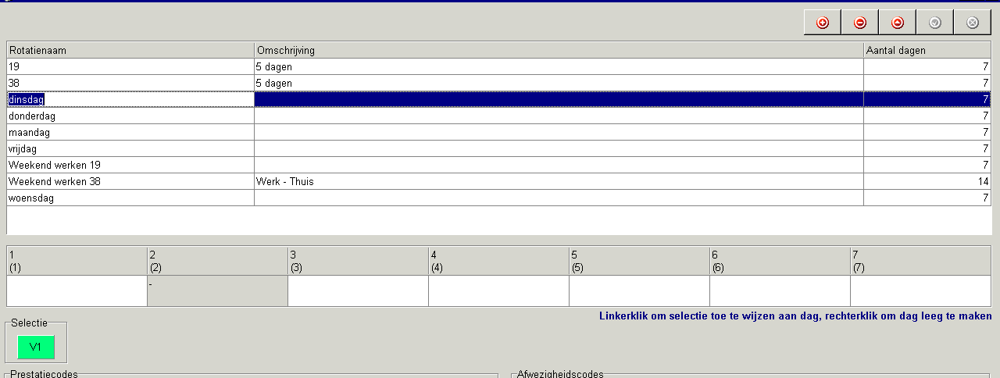 Rotatienaam Omschrijving Aantal dagen
19 5 dagen 7
38 5 dagen 7
dinsdag 7
donderdag 7
maandag 7
vrijdag 7
Weekend werken 19 7
Weekend werken 38 Werk - Thuis 14
woensdag 7
1 2 3 4 5 6 7
(1) (2) (3) (4) (5) (6) (7)
-
Linkerklik om selectie toe te wijzen aan dag, rechterklik om dag leeg te maken
Selectie
V1
Prestatiecodes Afwezigheidscodes